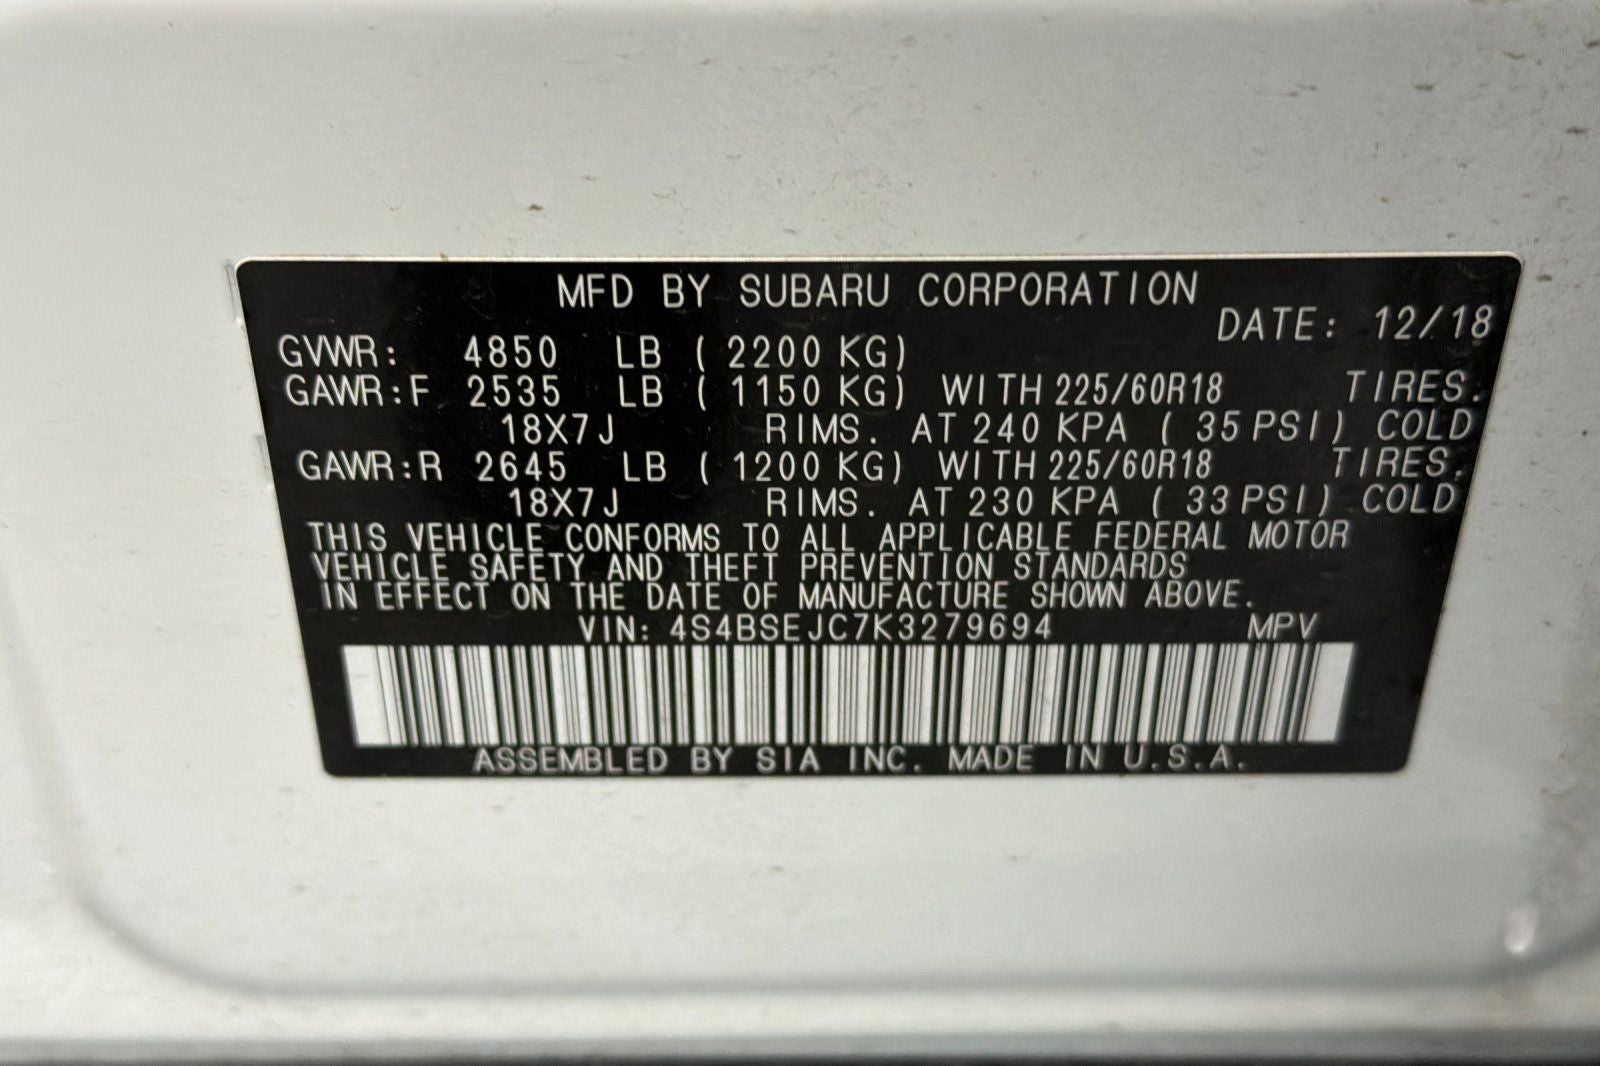 MFD BY SUBARU CORPORATION
DATE: 12/18
GVWR: 4850 LB ( 2200 KG)
GAWR:F 2535 LB ( 1150 KG) WITH 225/60R18 TIRES.
18X7J RIMS. AT 240 KPA ( 35 PSI) COLD
GAWR:R 2645 LB ( 1200 KG) WITH 225/60R18 TIRES.
18X7J RIMS. AT 230 KPA ( 33 PSI) COLD
THIS VEHICLE CONFORMS TO ALL APPLICABLE FEDERAL MOTOR
VEHICLE SAFETY AND THEFT PREVENTION STANDARDS
IN EFFECT ON THE DATE OF MANUFACTURE SHOWN ABOVE.
VIN: 4S4BSEJC7K3279694 MPV
ASSEMBLED BY SIA INC. MADE IN U.S.A.